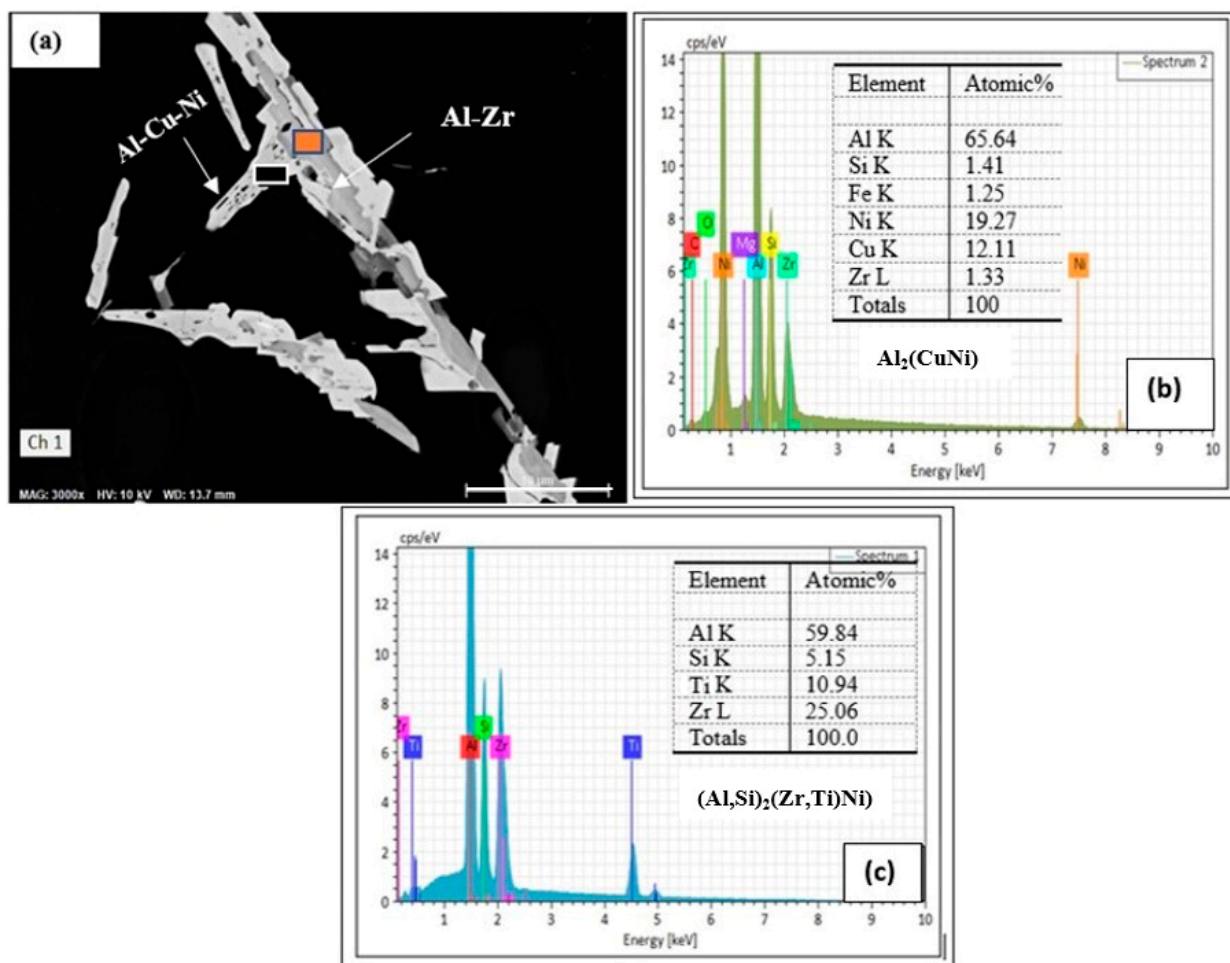 (a)
Al-Cu-Ni
Al-Zr
Ch 1
MAG: 3000x HV: 10 kV WD: 13.7 mm
cps/eV
Spectrum 2
14
12
10
8
6
4
2
0
Element Atomic%
Al K 65.64
Si K 1.41
Fe K 1.25
Ni K 19.27
Cu K 12.11
Zr L 1.33
Totals 100
Al₂(CuNi)
(b)
O
C Mg Si
Zr Ni Al Zr Ni
1 2 3 4 5 6 7 8 9 10
Energy [keV]
cps/eV
Spectrum 1
14
12
10
8
6
4
2
0
Element Atomic%
Al K 59.84
Si K 5.15
Ti K 10.94
Zr L 25.06
Totals 100.0
(Al,Si)₂(Zr,Ti)Ni)
(c)
Zr Si
Ti Al Zr Ti
1 2 3 4 5 6 7 8 9 10
Energy [keV]